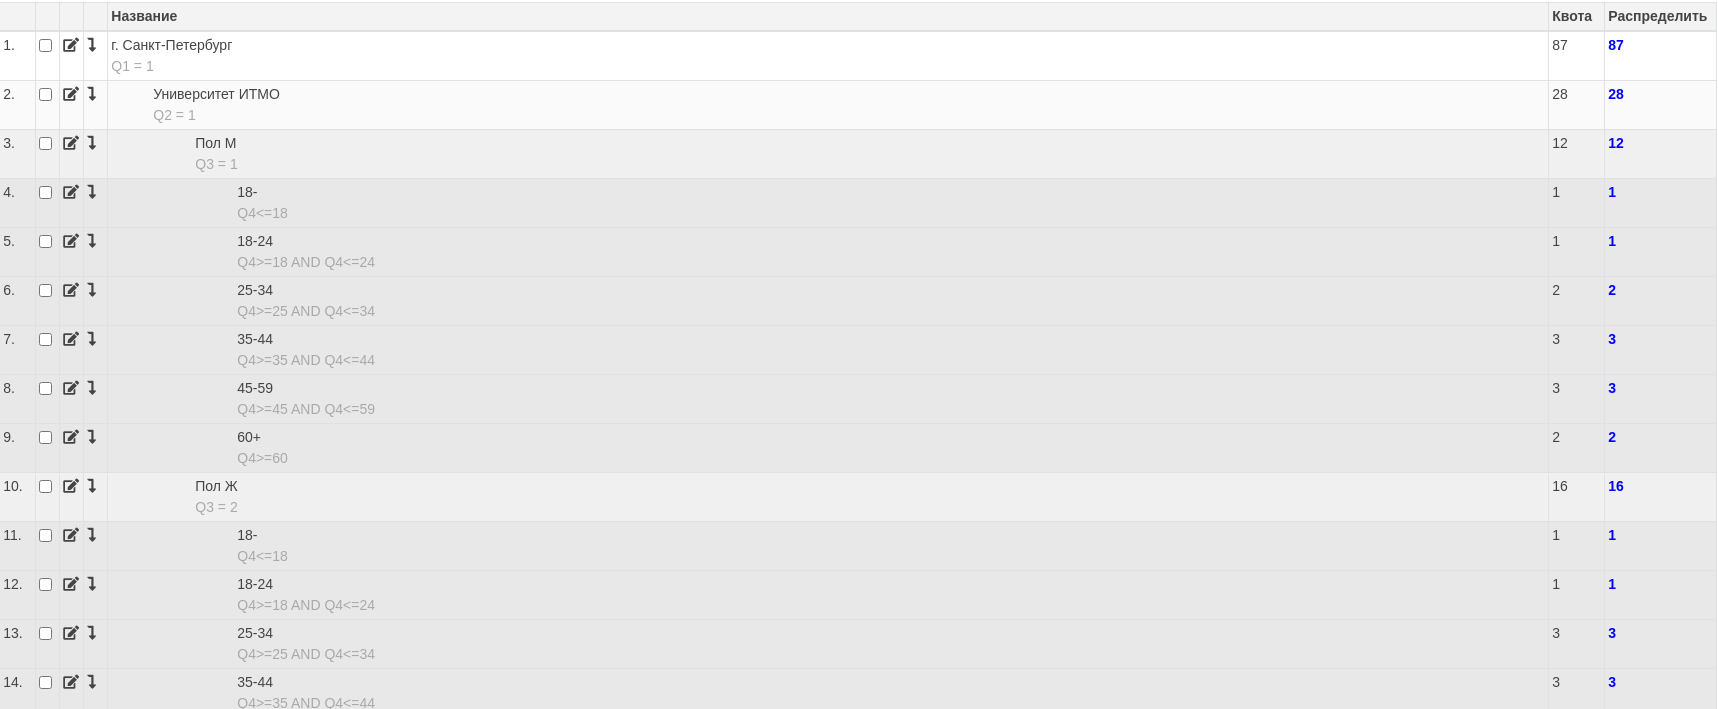 Название Квота Распределить
1. г. Санкт-Петербург 87 87
Q1 = 1
2. Университет ИТМО 28 28
Q2 = 1
3. Пол М 12 12
Q3 = 1
4. 18- 1 1
Q4<=18
5. 18-24 1 1
Q4>=18 AND Q4<=24
6. 25-34 2 2
Q4>=25 AND Q4<=34
7. 35-44 3 3
Q4>=35 AND Q4<=44
8. 45-59 3 3
Q4>=45 AND Q4<=59
9. 60+ 2 2
Q4>=60
10. Пол Ж 16 16
Q3 = 2
11. 18- 1 1
Q4<=18
12. 18-24 1 1
Q4>=18 AND Q4<=24
13. 25-34 3 3
Q4>=25 AND Q4<=34
14. 35-44 3 3
Q4>=35 AND Q4<=44